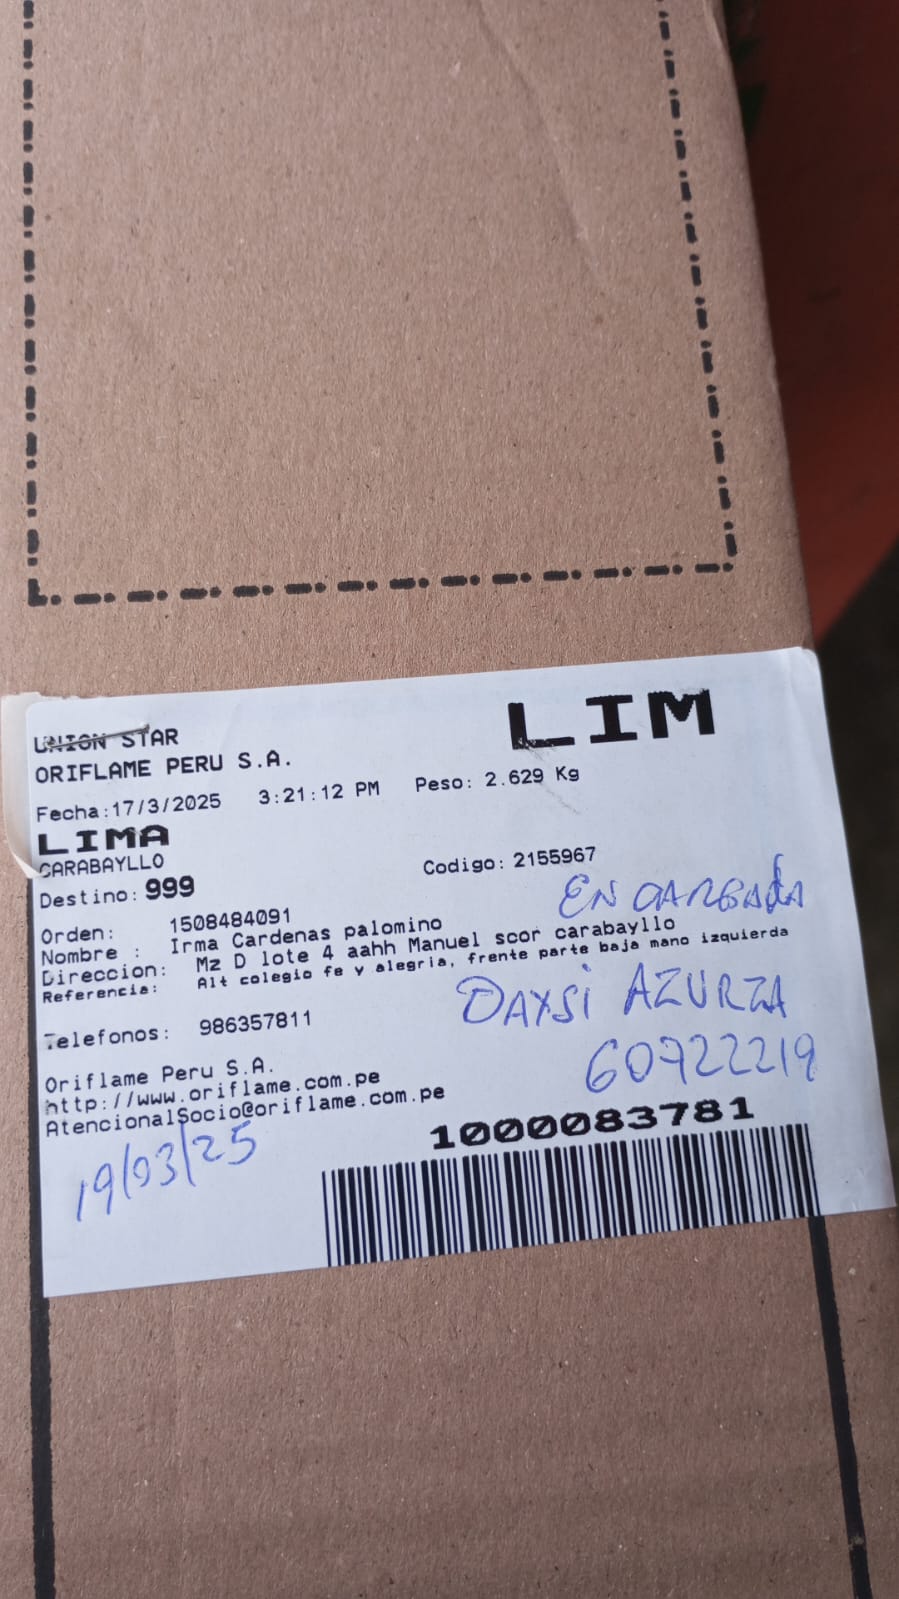 LIM
UNION STAR
ORIFLAME PERU S.A.
Fecha:17/3/2025 3:21:12 PM Peso: 2.629 Kg
LIMA
CARABAYLLO
Destino: 999 Codigo: 2155967
ENCARGADA
Orden: 1508484091
Nombre : Irma Cardenas palomino
Direccion: Mz D lote 4 aahh Manuel scor carabayllo
Referencia: Alt colegio fe y alegria, frente parte baja mano izquierda
DAYSI AZURZA
Telefonos: 986357811
60722219
Oriflame Peru S.A.
http://www.oriflame.com.pe
AtencionalSocio@oriflame.com.pe
1000083781
19/03/25